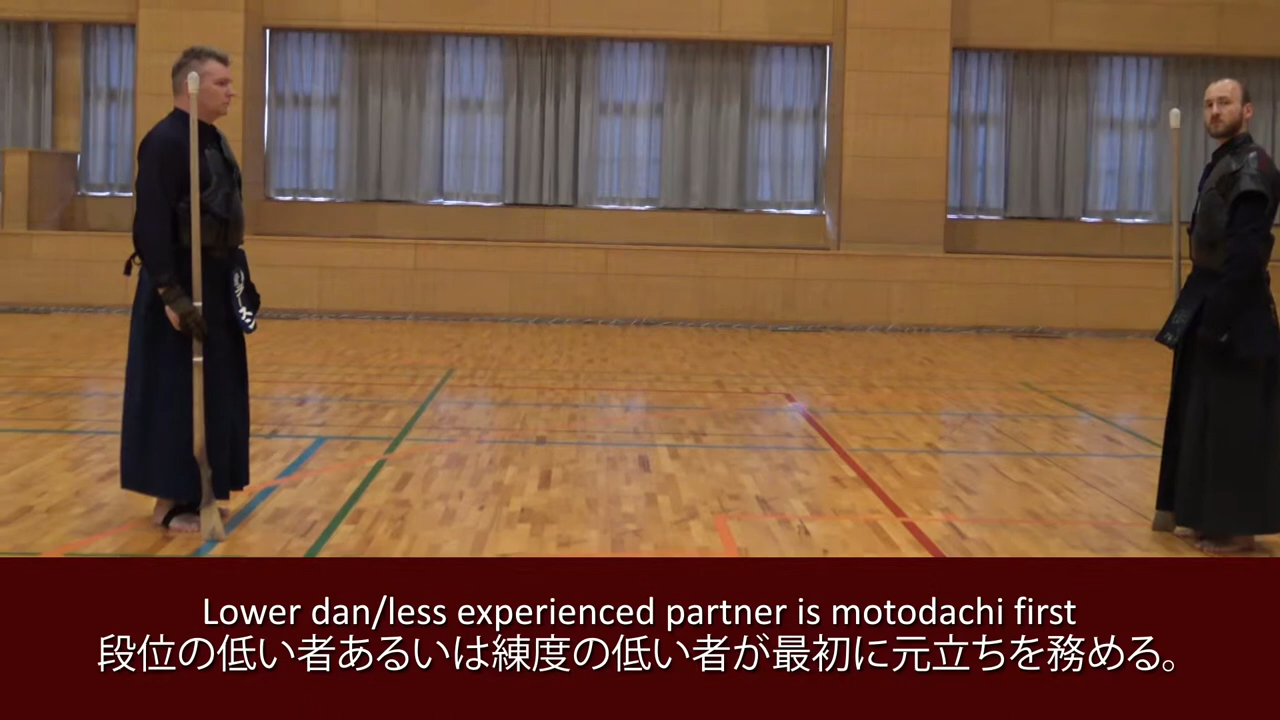 Lower dan/less experienced partner is motodachi first
段位の低い者あるいは練度の低い者が最初に元立ちを務める。